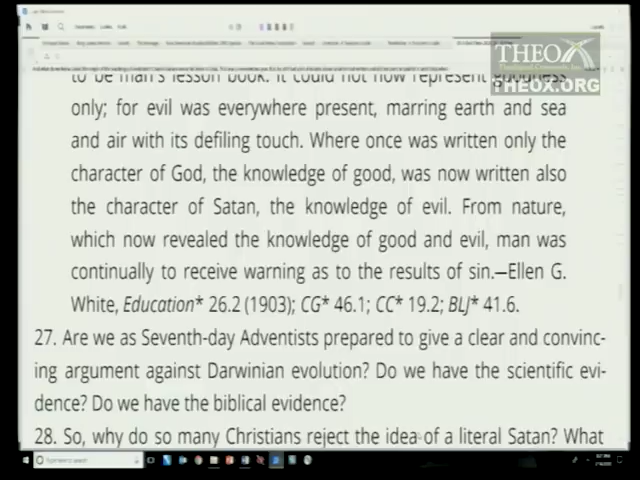 THEOX
THEOX.ORG
to be man's lesson book. It could not now represent goodness
only; for evil was everywhere present, marring earth and sea
and air with its defiling touch. Where once was written only the
character of God, the knowledge of good, was now written also
the character of Satan, the knowledge of evil. From nature,
which now revealed the knowledge of good and evil, man was
continually to receive warning as to the results of sin.—Ellen G.
White, Education* 26.2 (1903); CG* 46.1; CC* 19.2; BLJ* 41.6.
27. Are we as Seventh-day Adventists prepared to give a clear and convinc-
ing argument against Darwinian evolution? Do we have the scientific evi-
dence? Do we have the biblical evidence?
28. So, why do so many Christians reject the idea of a literal Satan? What